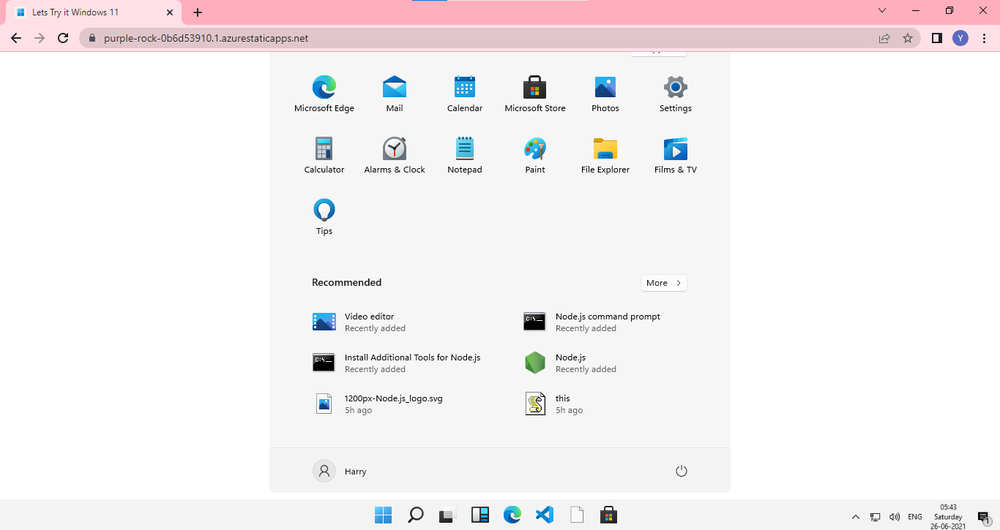 Lets Try it Windows 11
purple-rock-0b6d53910.1.azurestaticapps.net
Y
Microsoft Edge
Mail
Calendar
Microsoft Store
Photos
Settings
Calculator
Alarms & Clock
Notepad
Paint
File Explorer
Films & TV
Tips
Recommended
More
Video editor
Recently added
Node.js command prompt
Recently added
Install Additional Tools for Node.js
Recently added
Node.js
Recently added
1200px-Node.js_logo.svg
5h ago
this
5h ago
Harry
ENG
05:43
Saturday
26-06-2021
1